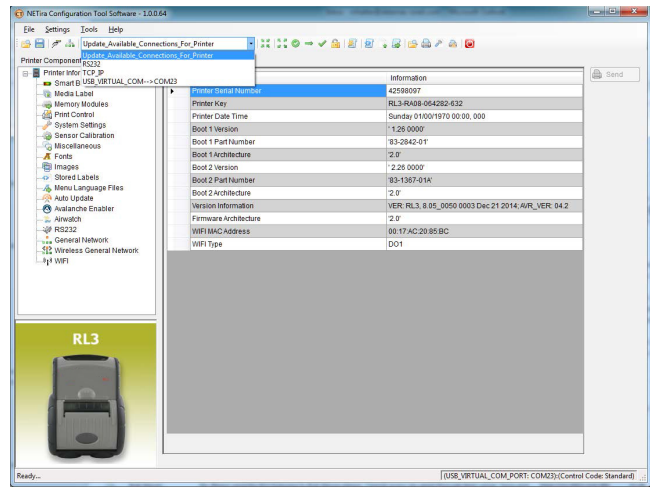 NETira Configuration Tool Software - 1.0.0.64
File Settings Tools Help
Update_Available_Connections_For_Printer
Update_Available_Connections_For_Printer
RS232
TCP_IP
USB_VIRTUAL_COM-->COM23
Printer Component
Printer Infor
Smart B
Media Label
Memory Modules
Print Control
System Settings
Sensor Calibration
Miscellaneous
Fonts
Images
Stored Labels
Menu Language Files
Auto Update
Avalanche Enabler
Airwatch
RS232
General Network
Wireless General Network
WIFI
Information
Printer Serial Number 42598097
Printer Key RL3-RA08-064282-632
Printer Date Time Sunday 01/00/1970 00:00, 000
Boot 1 Version ' 1.26 0000'
Boot 1 Part Number '83-2842-01'
Boot 1 Architecture '2.0'
Boot 2 Version ' 2.26 0000'
Boot 2 Part Number '83-1367-01A'
Boot 2 Architecture '2.0'
Version Information VER: RL3, 8.05_0050 0003 Dec 21 2014; AVR_VER: 04.2
Firmware Architecture '2.0'
WIFI MAC Address 00:17:AC:20:85:BC
WIFI Type DO1
Send
RL3
Ready...
(USB_VIRTUAL_COM_PORT: COM23):(Control Code: Standard)